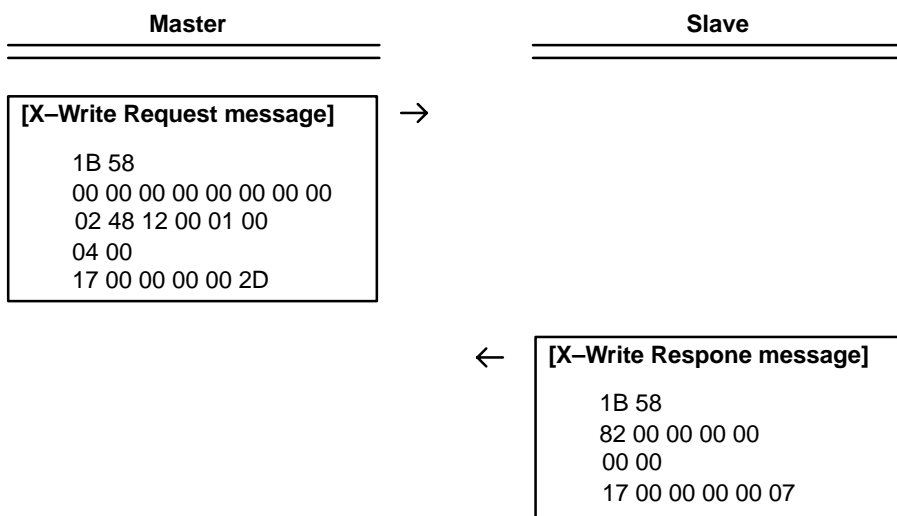 Master
Slave
[X–Write Request message]
1B 58
00 00 00 00 00 00 00 00
02 48 12 00 01 00
04 00
17 00 00 00 00 2D
[X–Write Respone message]
1B 58
82 00 00 00 00
00 00
17 00 00 00 00 07